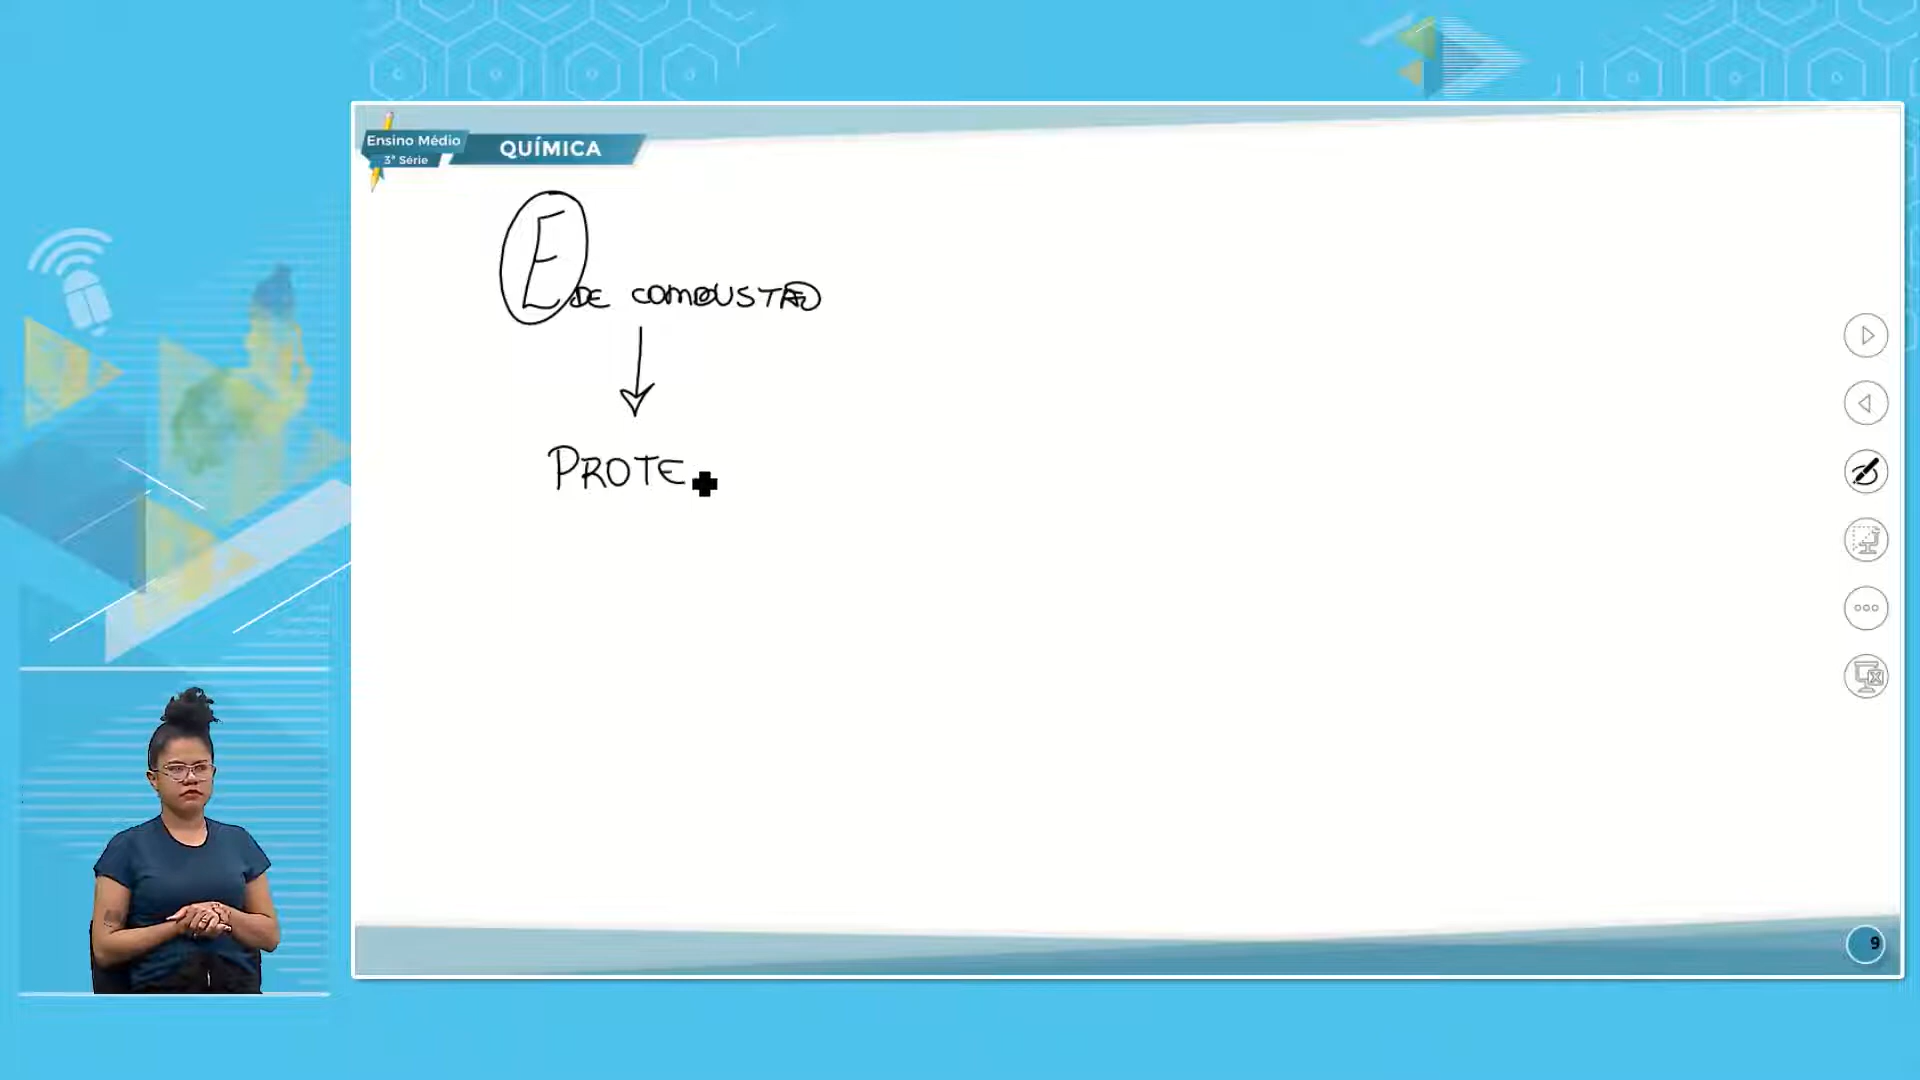 Ensino Médio
3ª Série
QUÍMICA
E DE COMBUSTÃO
PROTE
9